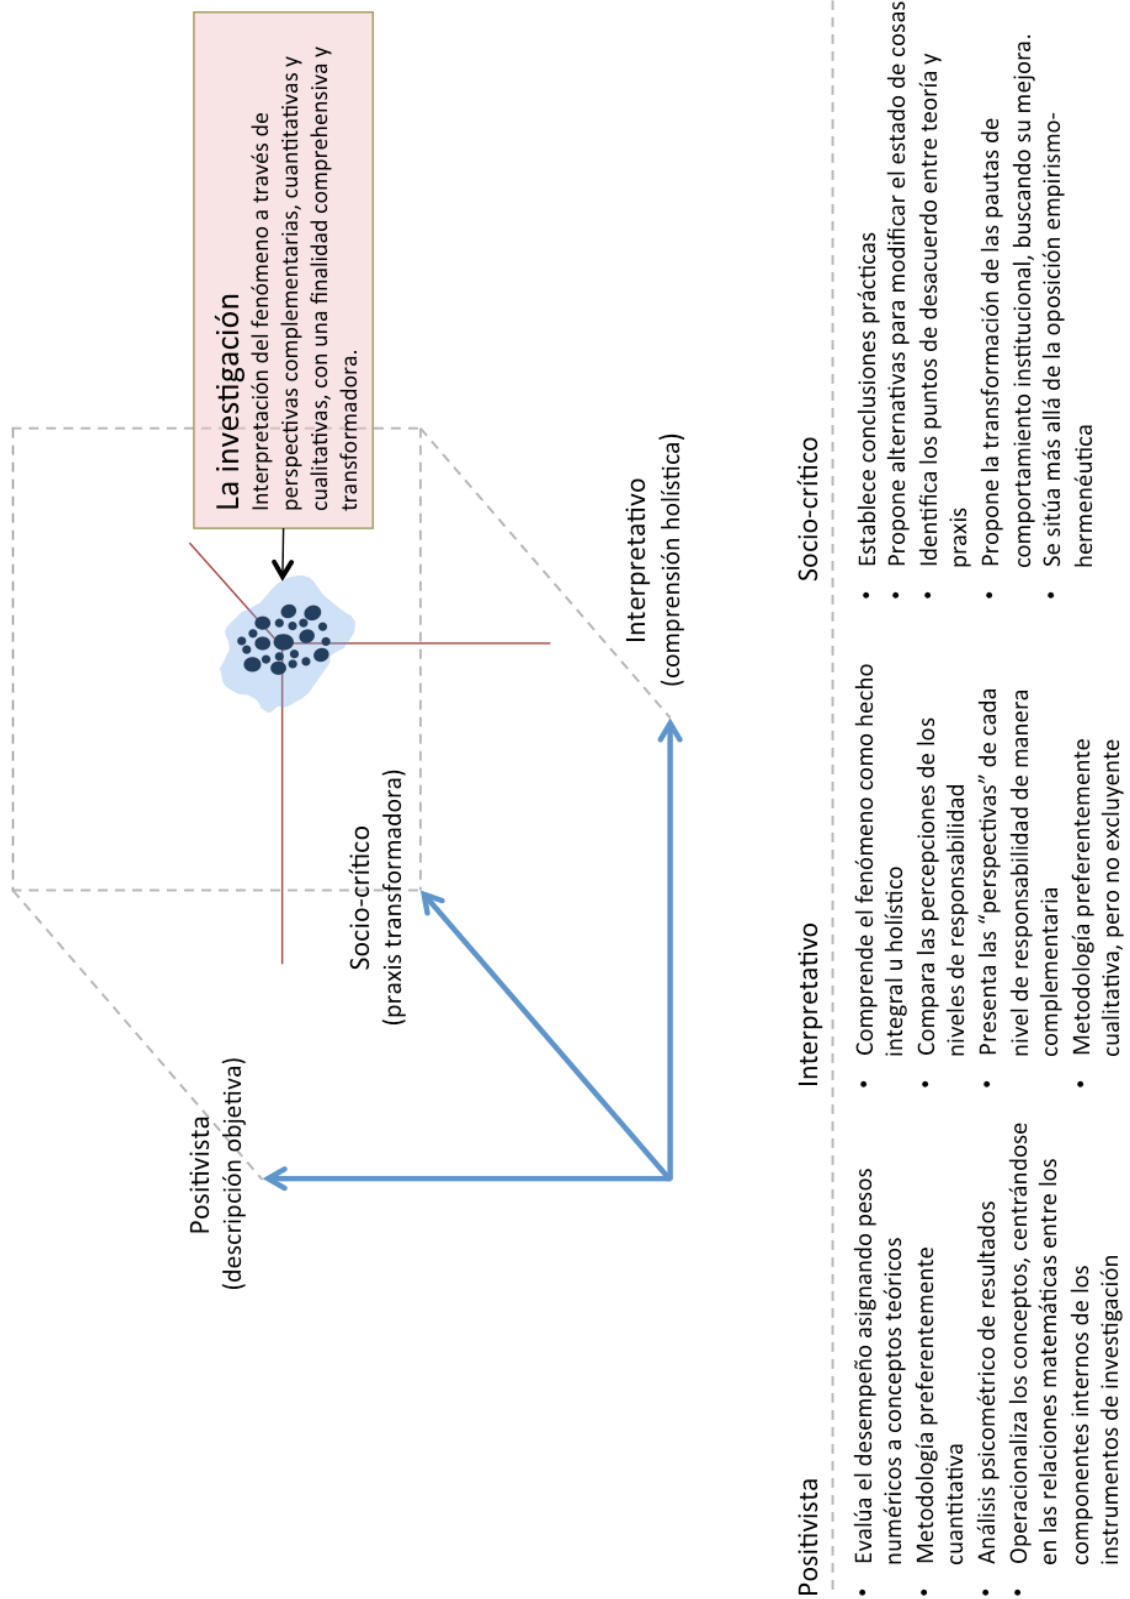 La investigación
Interpretación del fenómeno a través de
perspectivas complementarias, cuantitativas y
cualitativas, con una finalidad comprehensiva y
transformadora.
Positivista
(descripción objetiva)
Socio-crítico
(praxis transformadora)
Interpretativo
(comprensión holística)
Positivista
• Evalúa el desempeño asignando pesos
numéricos a conceptos teóricos
• Metodología preferentemente
cuantitativa
• Análisis psicométrico de resultados
• Operacionaliza los conceptos, centrándose
en las relaciones matemáticas entre los
componentes internos de los
instrumentos de investigación
Interpretativo
• Comprende el fenómeno como hecho
integral u holístico
• Compara las percepciones de los
niveles de responsabilidad
• Presenta las “perspectivas” de cada
nivel de responsabilidad de manera
complementaria
• Metodología preferentemente
cualitativa, pero no excluyente
Socio-crítico
• Establece conclusiones prácticas
• Propone alternativas para modificar el estado de cosas
• Identifica los puntos de desacuerdo entre teoría y
praxis
• Propone la transformación de las pautas de
comportamiento institucional, buscando su mejora.
• Se sitúa más allá de la oposición empirismo-
hermenéutica